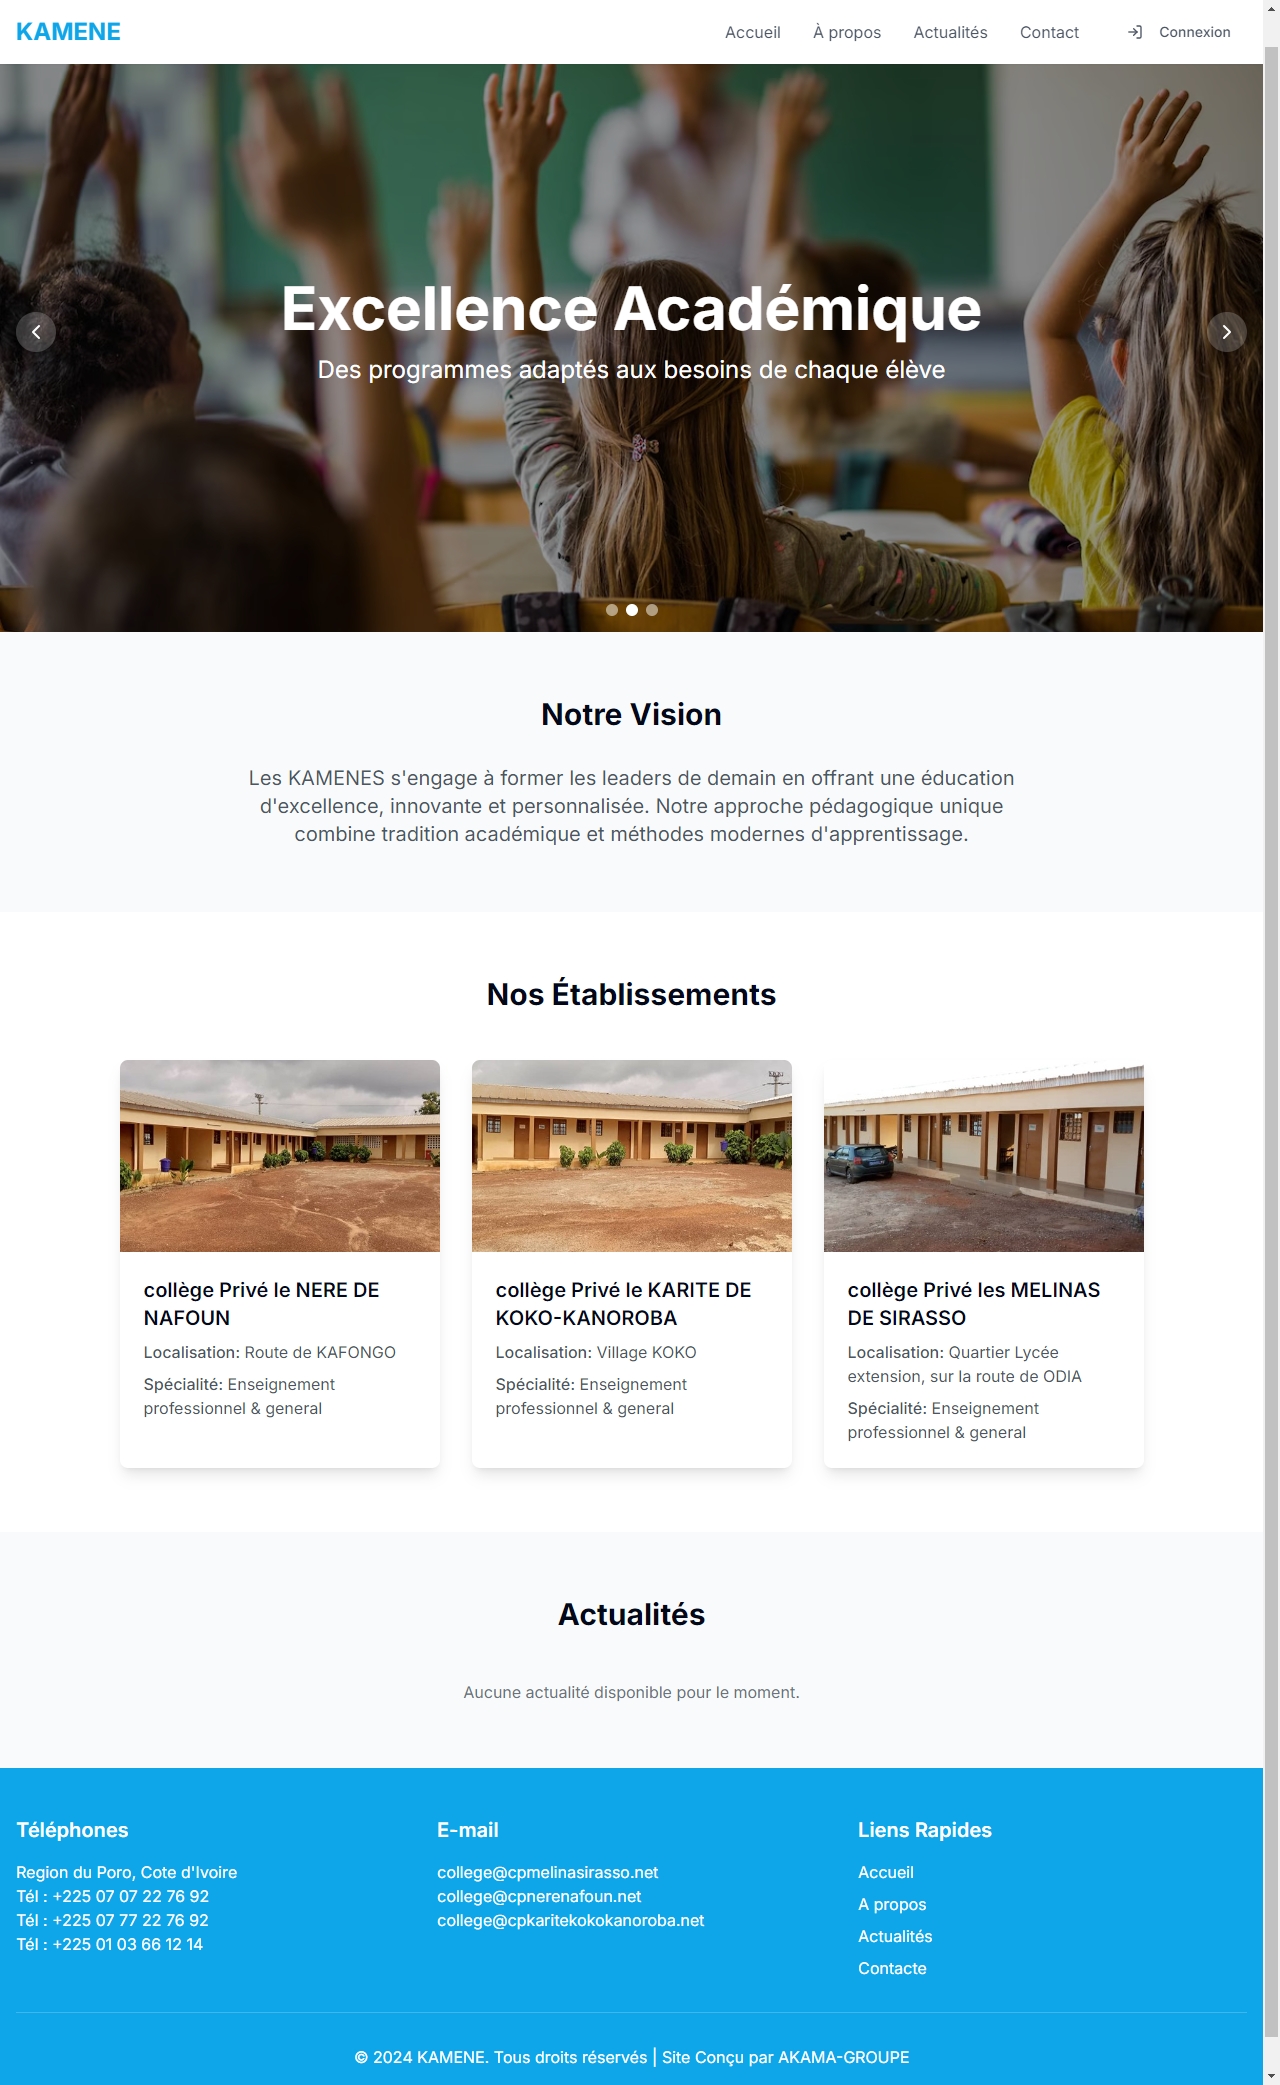 KAMENE
Accueil
À propos
Actualités
Contact
Connexion
Excellence Académique
Des programmes adaptés aux besoins de chaque élève
Notre Vision
Les KAMENES s'engage à former les leaders de demain en offrant une éducation
d'excellence, innovante et personnalisée. Notre approche pédagogique unique
combine tradition académique et méthodes modernes d'apprentissage.
Nos Établissements
collège Privé le NERE DE
NAFOUN
Localisation: Route de KAFONGO
Spécialité: Enseignement
professionnel & general
collège Privé le KARITE DE
KOKO-KANOROBA
Localisation: Village KOKO
Spécialité: Enseignement
professionnel & general
collège Privé les MELINAS
DE SIRASSO
Localisation: Quartier Lycée
extension, sur la route de ODIA
Spécialité: Enseignement
professionnel & general
Actualités
Aucune actualité disponible pour le moment.
Téléphones
Region du Poro, Cote d'Ivoire
Tél : +225 07 07 22 76 92
Tél : +225 07 77 22 76 92
Tél : +225 01 03 66 12 14
E-mail
college@cpmelinasirasso.net
college@cpnerenafoun.net
college@cpkaritekokokanoroba.net
Liens Rapides
Accueil
A propos
Actualités
Contacte
© 2024 KAMENE. Tous droits réservés | Site Conçu par AKAMA-GROUPE